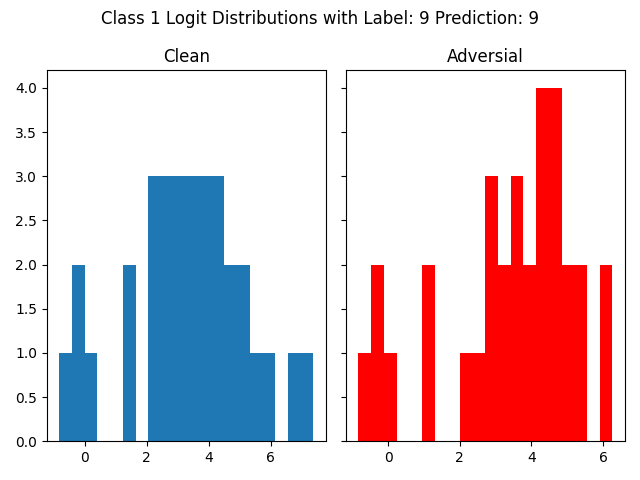 Class 1 Logit Distributions with Label: 9 Prediction: 9
Clean
Adversial
4.0
3.5
3.0
2.5
2.0
1.5
1.0
0.5
0.0
0 2 4 6
0 2 4 6